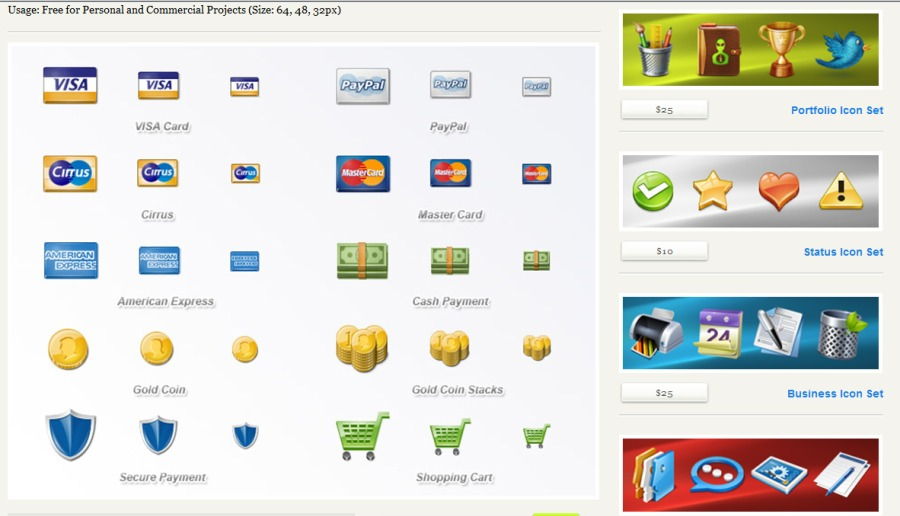 Usage: Free for Personal and Commercial Projects (Size: 64, 48, 32px)
VISA VISA VISA
VISA Card
PayPal PayPal PayPal
PayPal
Cirrus Cirrus Cirrus
Cirrus
MasterCard MasterCard MasterCard
Master Card
AMERICAN EXPRESS AMERICAN EXPRESS
American Express
Cash Payment
Gold Coin
Gold Coin Stacks
Secure Payment
Shopping Cart
$25
Portfolio Icon Set
$10
Status Icon Set
24
$25
Business Icon Set